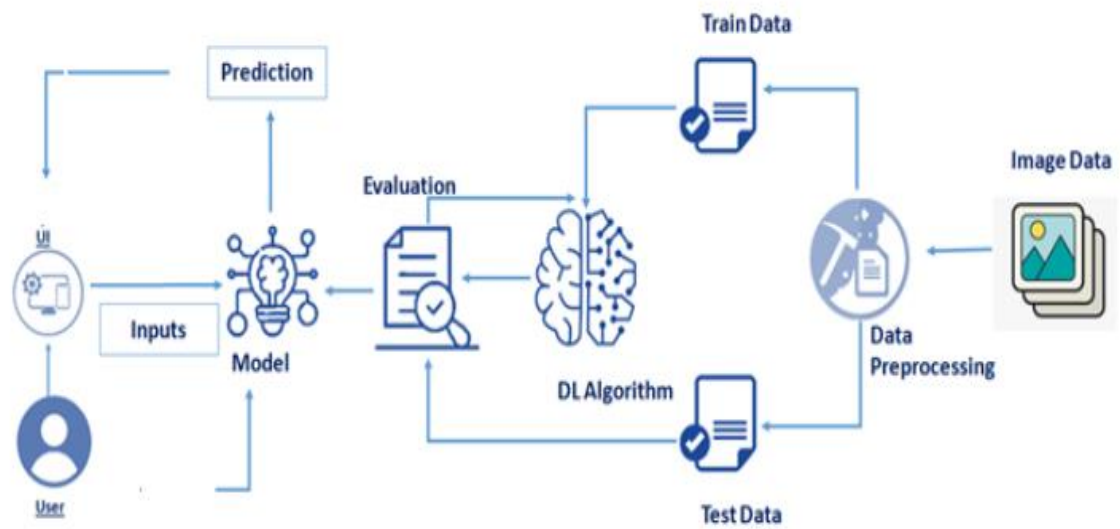 Train Data
Prediction
Image Data
Evaluation
UI
Inputs
Model
Data
Preprocessing
DL Algorithm
User
Test Data